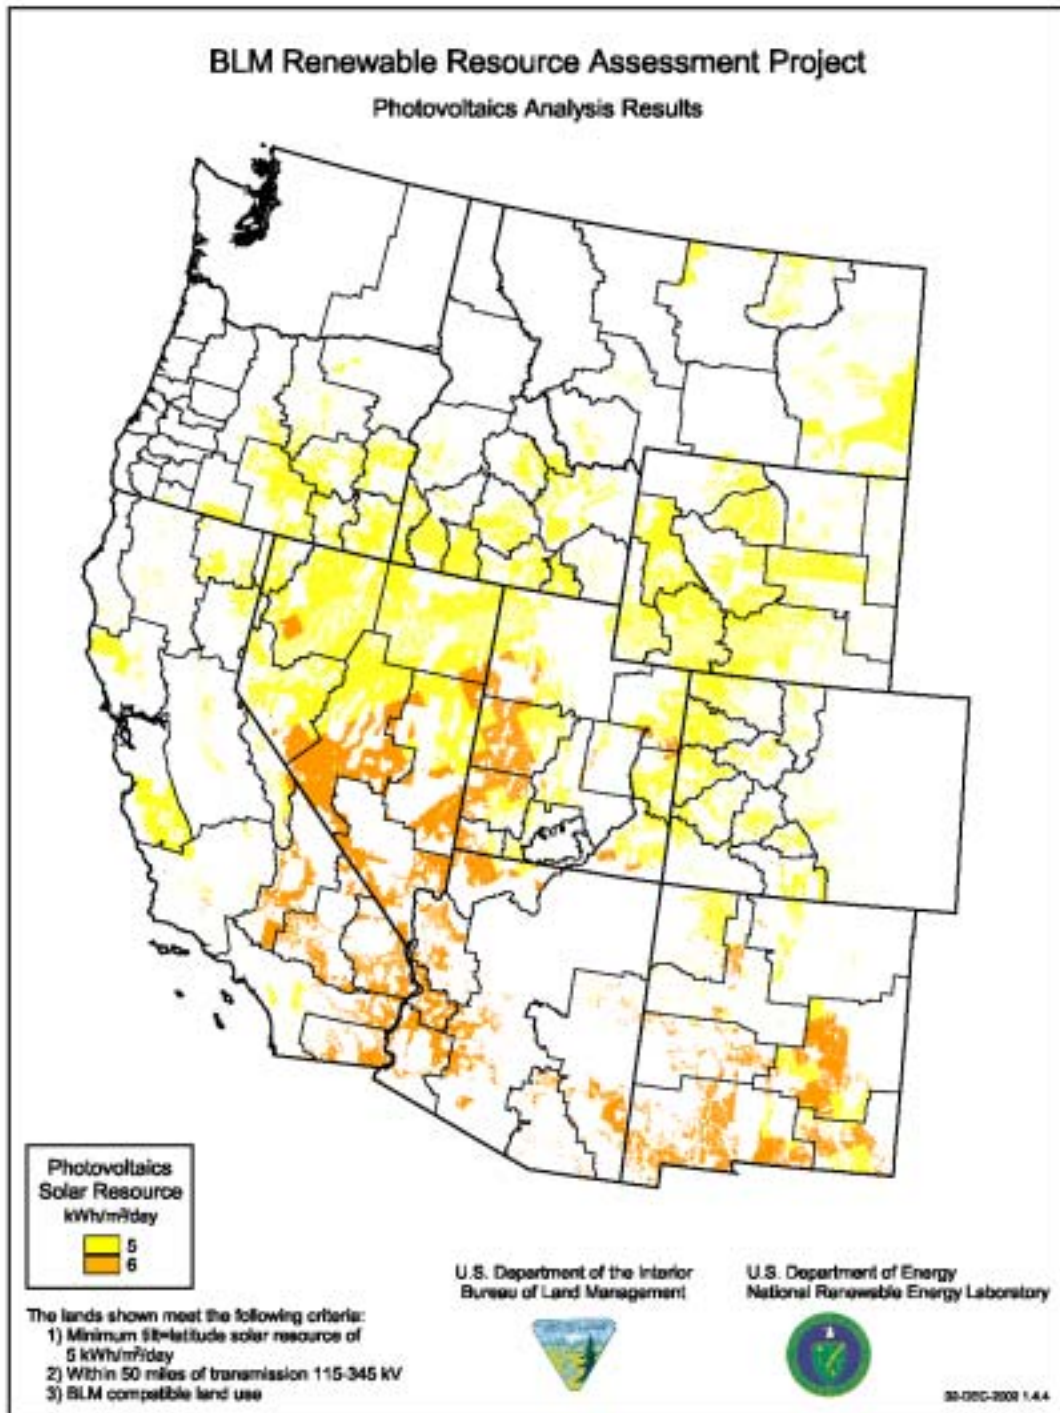 BLM Renewable Resource Assessment Project
Photovoltaics Analysis Results
Photovoltaics
Solar Resource
kWh/m²/day
5
6
The lands shown meet the following criteria:
1) Minimum tilt=latitude solar resource of
5 kWh/m²/day
2) Within 50 miles of transmission 115-345 kV
3) BLM compatible land use
U.S. Department of the Interior
Bureau of Land Management
U.S. Department of Energy
National Renewable Energy Laboratory
1.4.4